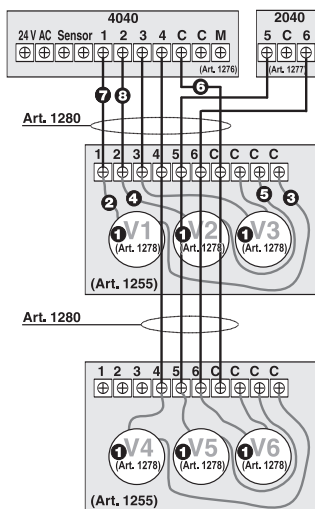 4040
2040
24 V AC Sensor 1 2 3 4 C C M
5 C 6
(Art. 1276)
(Art. 1277)
7 8 6
Art. 1280
1 2 3 4 5 6 C C C C
2 4 5 3
1 V1 1 V2 1 V3
(Art. 1278) (Art. 1278) (Art. 1278)
(Art. 1255)
Art. 1280
1 2 3 4 5 6 C C C C
1 V4 1 V5 1 V6
(Art. 1278) (Art. 1278) (Art. 1278)
(Art. 1255)